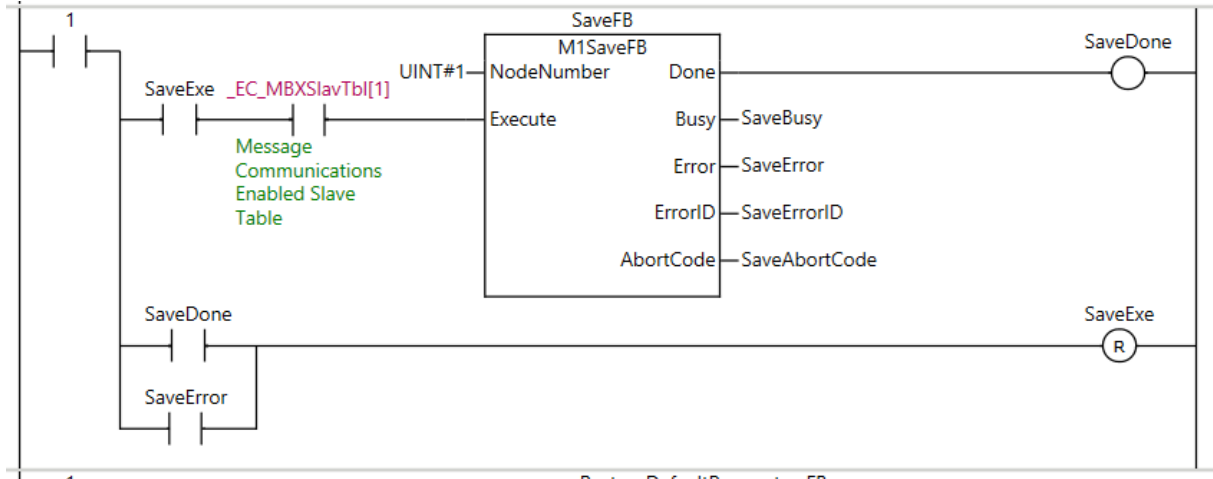 1
SaveFB
M1SaveFB
SaveDone
UINT#1
NodeNumber
Done
SaveExe
_EC_MBXSlavTbl[1]
Execute
Busy
SaveBusy
Message
Communications
Enabled Slave
Table
Error
SaveError
ErrorID
SaveErrorID
AbortCode
SaveAbortCode
SaveDone
SaveExe
R
SaveError